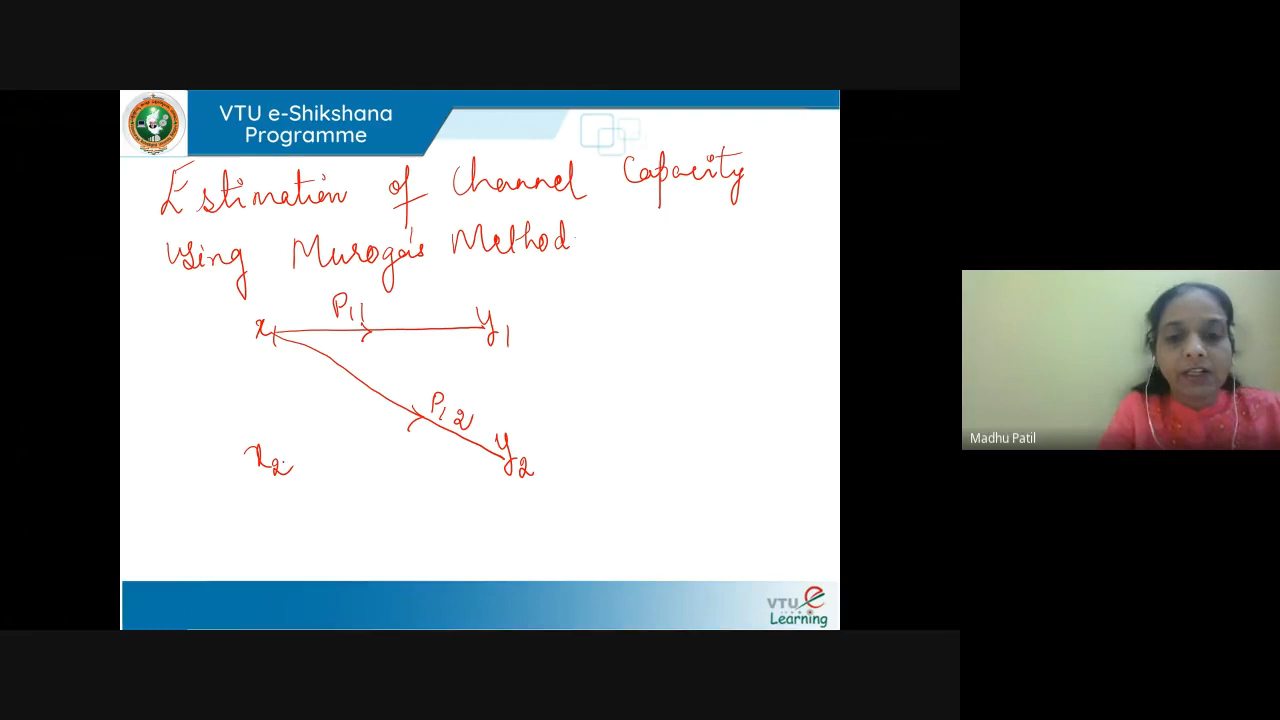 VTU e-Shikshana
Programme
Estimation of Channel Capacity
using Muroga's Method.
P11
x1
y1
P12
x2
y2
Madhu Patil
VTU e
Learning